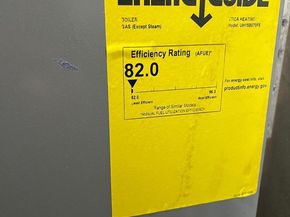 ENERGYGUIDE
BOILER
GAS (Except Steam)
UTICA HEATING
Efficiency Rating (AFUE)*
82.0
82.0
96.3
Least Efficient
Most Efficient
Range of Similar Models
*ANNUAL FUEL UTILIZATION EFFICIENCY
For energy cost info, visit
productinfo.energy.gov